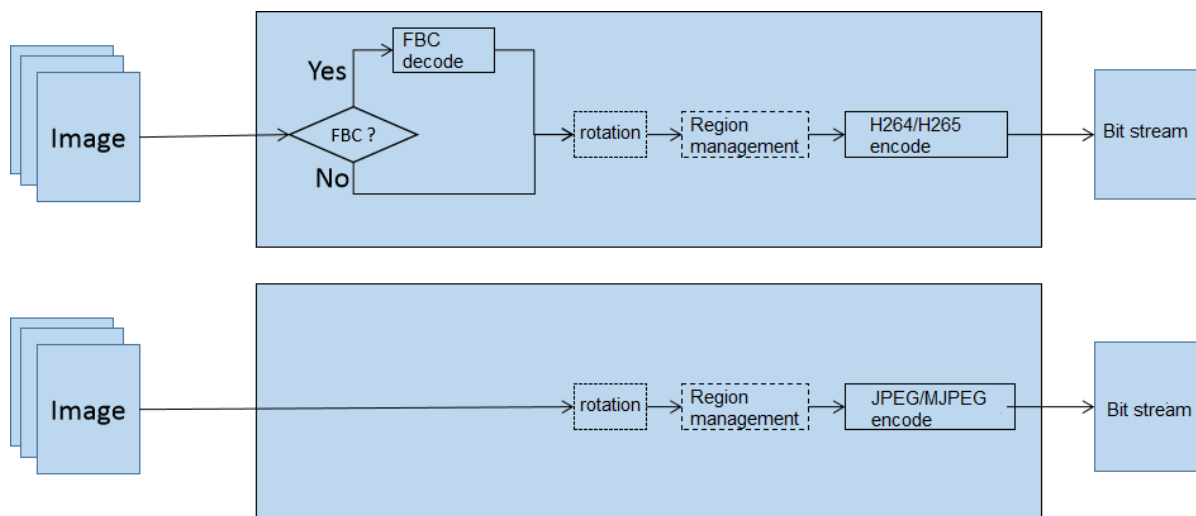 Image
FBC ?
Yes
No
FBC
decode
rotation
Region
management
H264/H265
encode
Bit stream
Image
rotation
Region
management
JPEG/MJPEG
encode
Bit stream